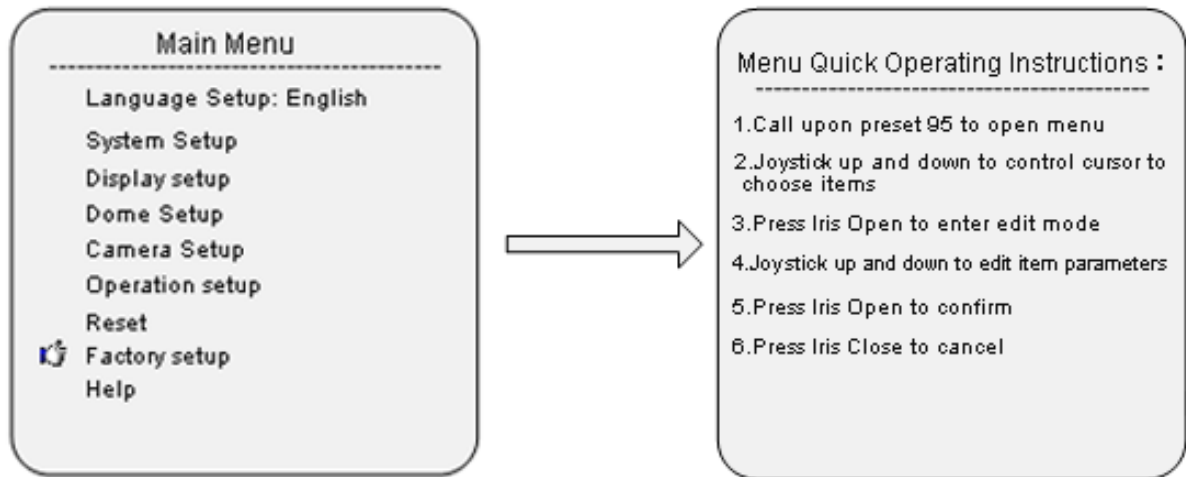 Main Menu
Language Setup: English
System Setup
Display setup
Dome Setup
Camera Setup
Operation setup
Reset
Factory setup
Help
Menu Quick Operating Instructions :
1.Call upon preset 95 to open menu
2.Joystick up and down to control cursor to
choose items
3.Press Iris Open to enter edit mode
4.Joystick up and down to edit item parameters
5.Press Iris Open to confirm
6.Press Iris Close to cancel